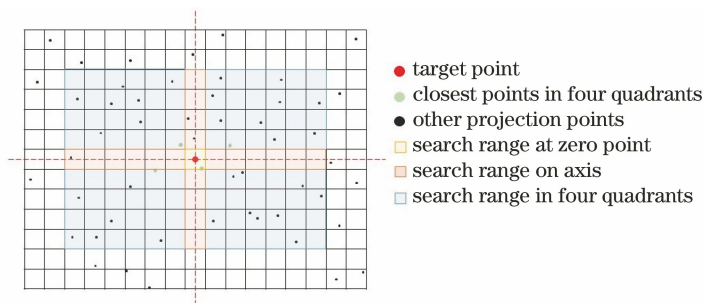 target point
closest points in four quadrants
other projection points
search range at zero point
search range on axis
search range in four quadrants